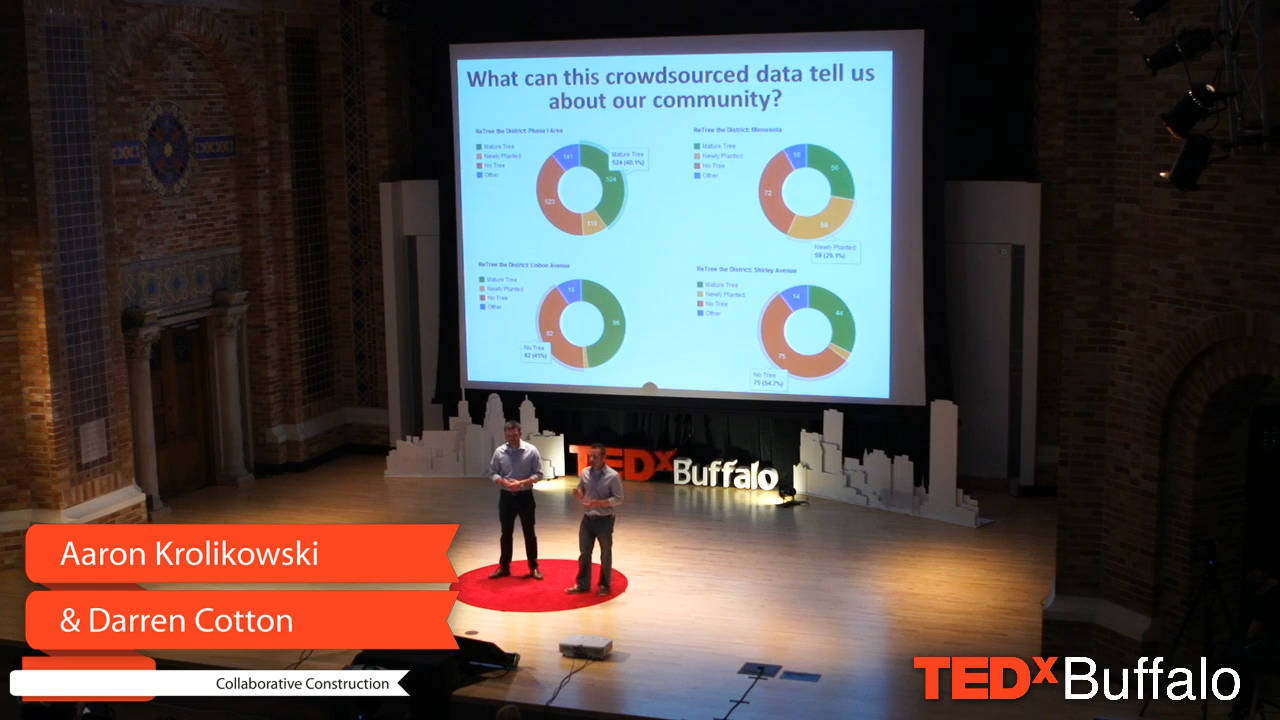 What can this crowdsourced data tell us
about our community?
ReTree the District: Phase I Area
Mature Tree
Newly Planted
No Tree
Other
141
524
523
119
Mature Tree
524 (40.1%)
ReTree the District: Minnesota
Mature Tree
Newly Planted
No Tree
Other
16
56
72
59
Newly Planted
59 (29.1%)
ReTree the District: Lisbon Avenue
Mature Tree
Newly Planted
No Tree
Other
82
No Tree
82 (41%)
ReTree the District: Shirley Avenue
Mature Tree
Newly Planted
No Tree
Other
14
44
75
No Tree
75 (54.7%)
TEDx Buffalo
Aaron Krolikowski
& Darren Cotton
Collaborative Construction
TEDxBuffalo